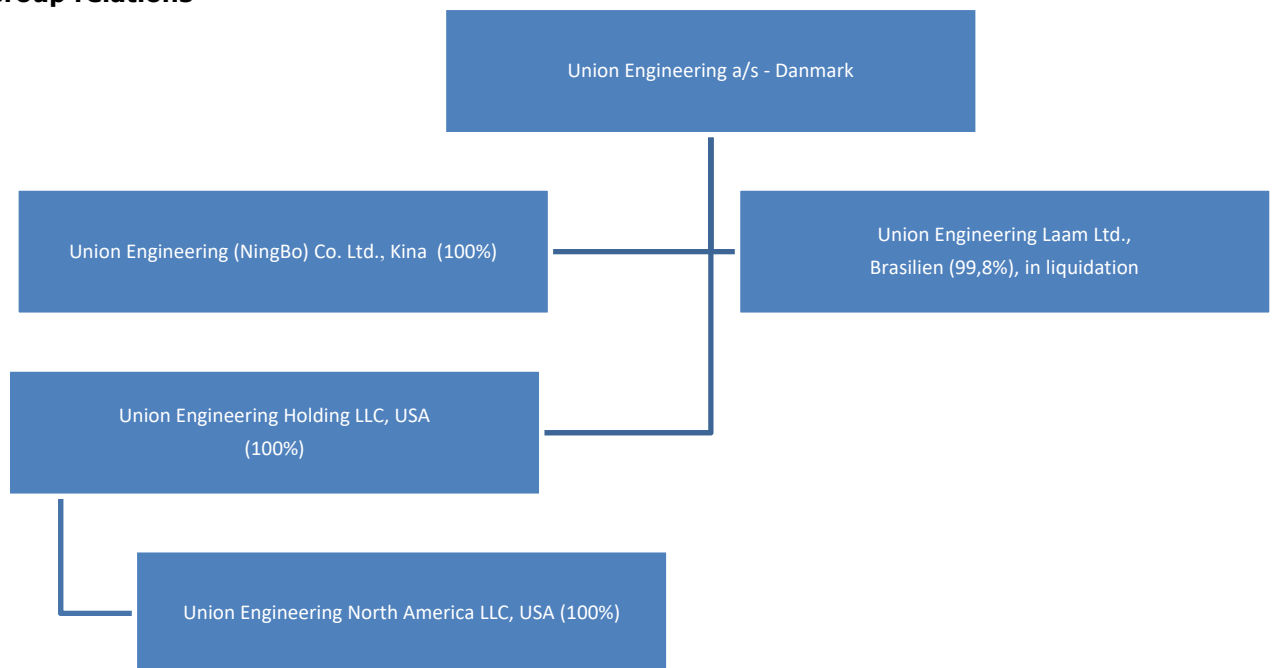 Union Engineering a/s - Danmark
Union Engineering (NingBo) Co. Ltd., Kina (100%)
Union Engineering Laam Ltd.,
Brasilien (99,8%), in liquidation
Union Engineering Holding LLC, USA
(100%)
Union Engineering North America LLC, USA (100%)